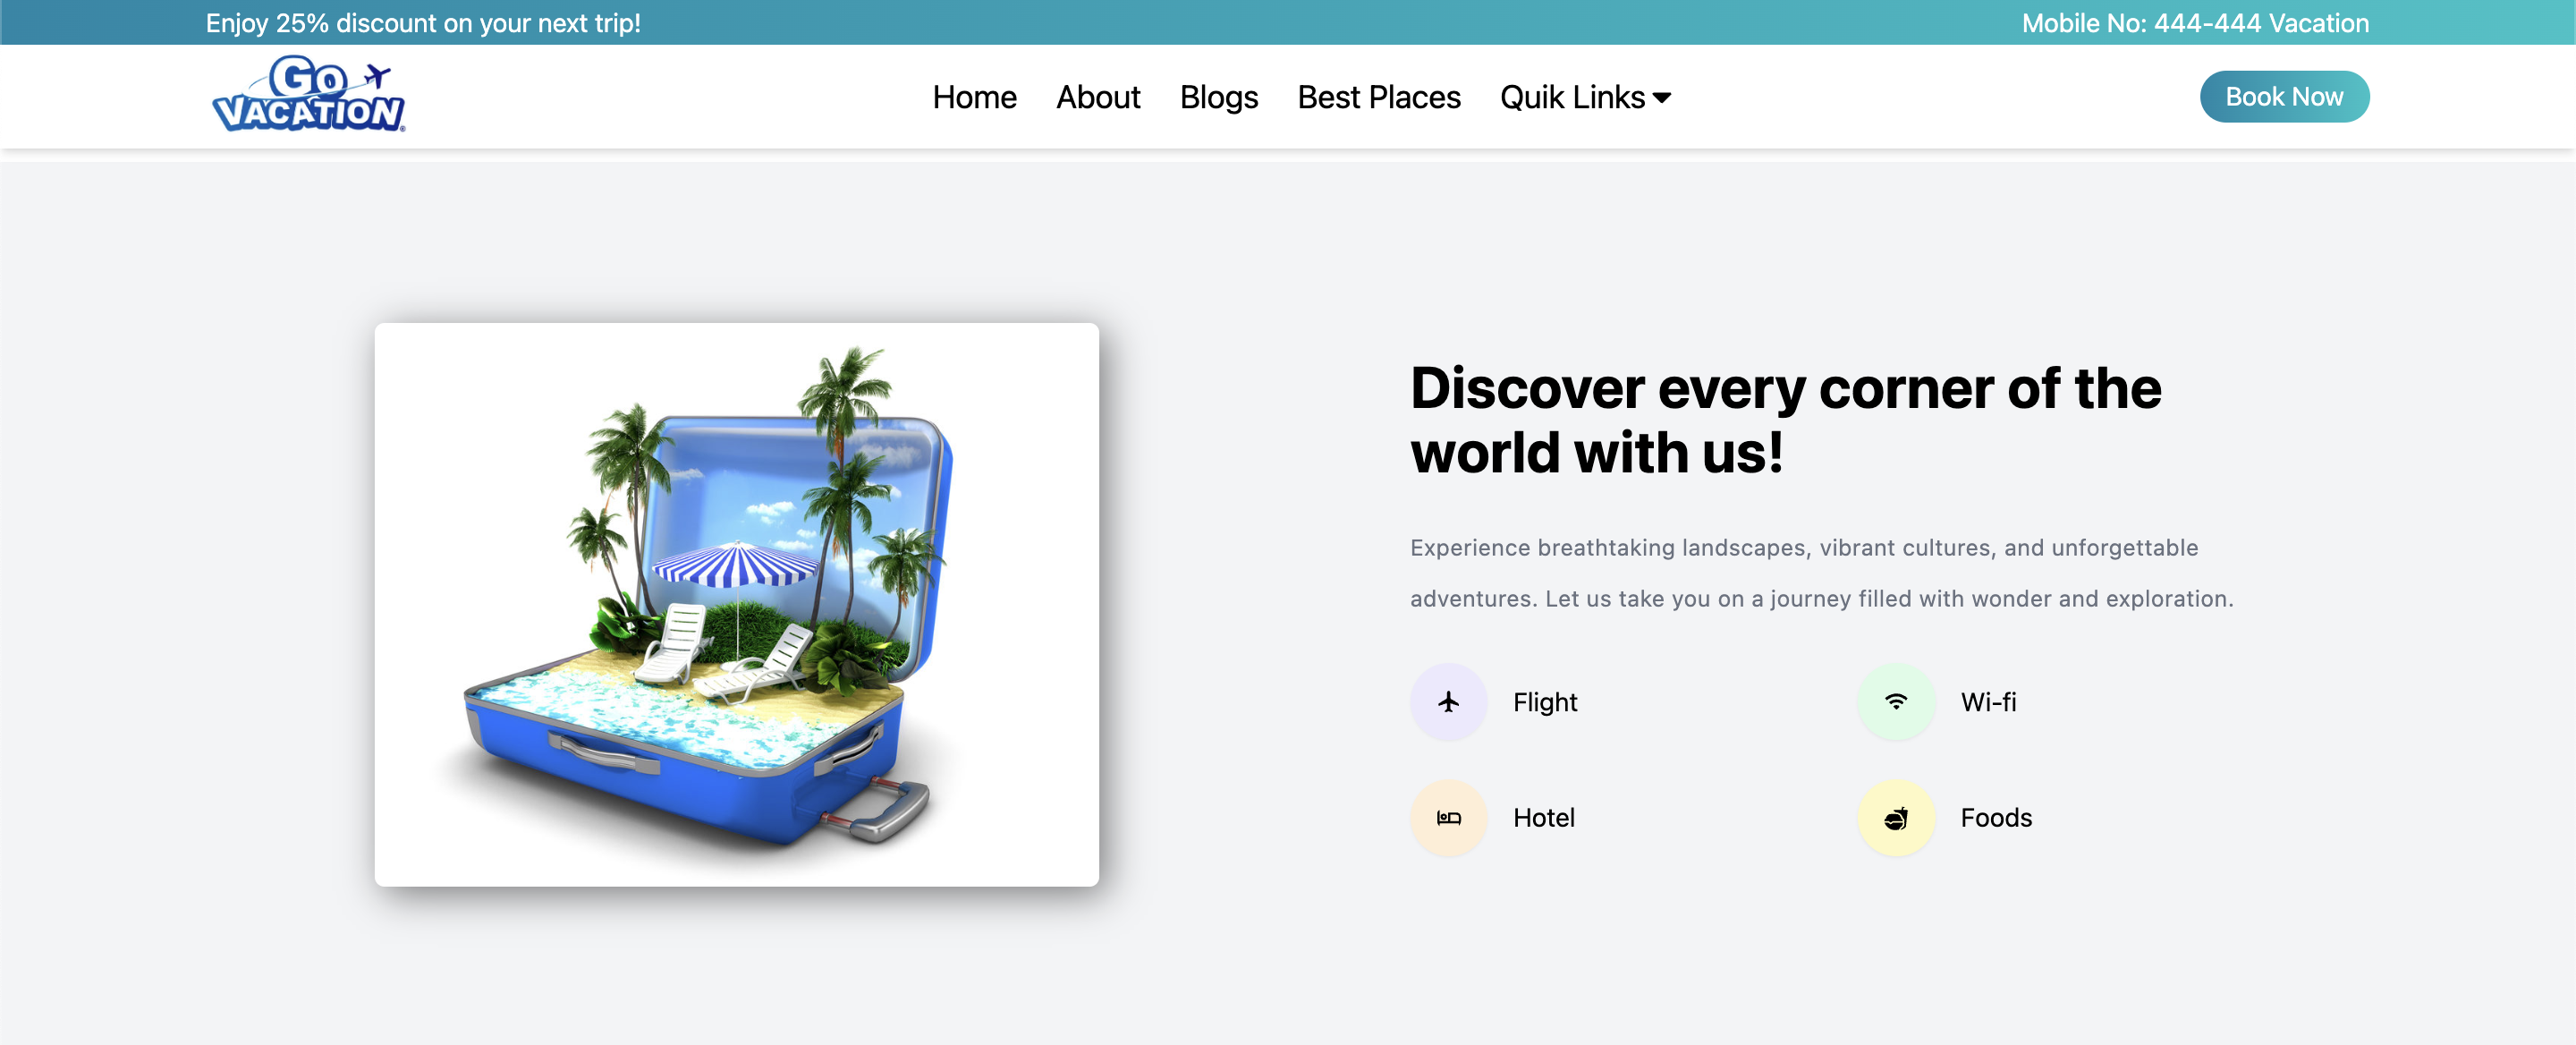 Enjoy 25% discount on your next trip!
Mobile No: 444-444 Vacation
Go
VACATION
Home
About
Blogs
Best Places
Quik Links
Book Now
Discover every corner of the
world with us!
Experience breathtaking landscapes, vibrant cultures, and unforgettable
adventures. Let us take you on a journey filled with wonder and exploration.
Flight
Wi-fi
Hotel
Foods